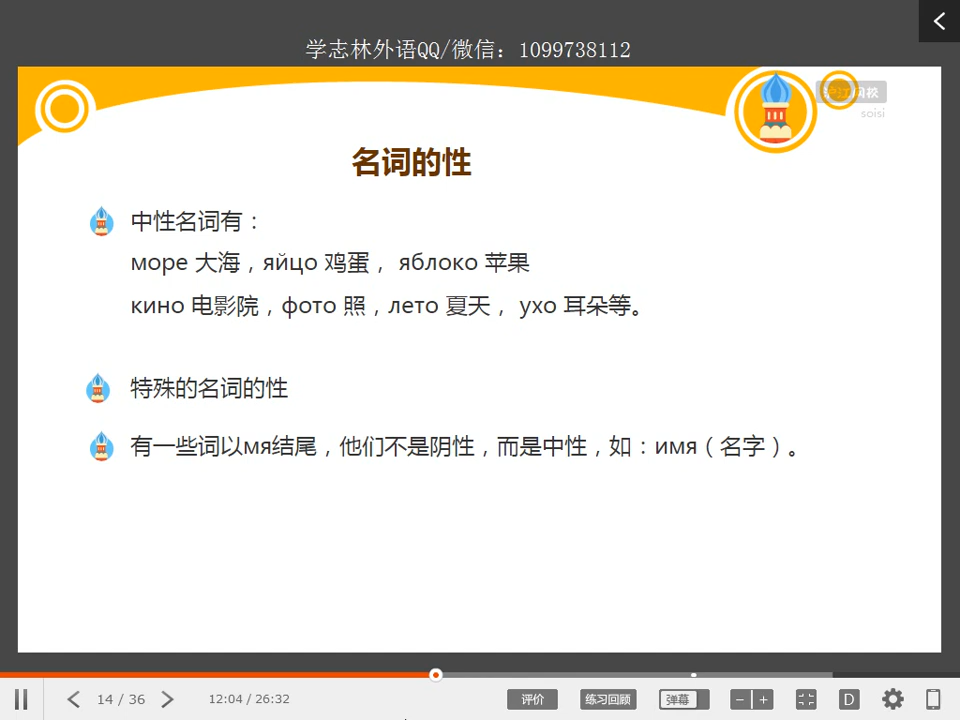 学志林外语QQ/微信：1099738112
沪江网校
soisi
名词的性
中性名词有：
море 大海，яйцо 鸡蛋， яблоко 苹果
кино 电影院，фото 照，лето 夏天， ухо 耳朵等。
特殊的名词的性
有一些词以мя结尾，他们不是阴性，而是中性，如：имя（名字）。
14 / 36
12:04 / 26:32
评价
练习回顾
弹幕
D